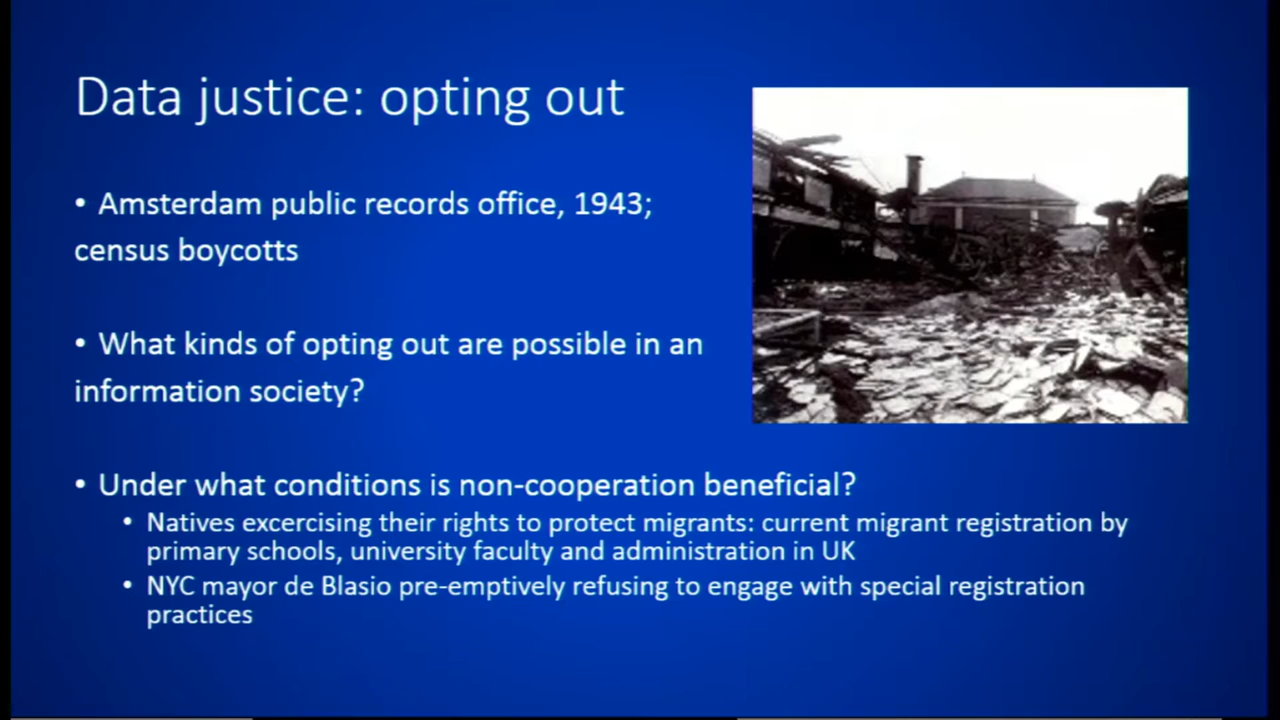 Data justice: opting out
• Amsterdam public records office, 1943;
census boycotts
• What kinds of opting out are possible in an
information society?
• Under what conditions is non-cooperation beneficial?
• Natives excercising their rights to protect migrants: current migrant registration by
primary schools, university faculty and administration in UK
• NYC mayor de Blasio pre-emptively refusing to engage with special registration
practices